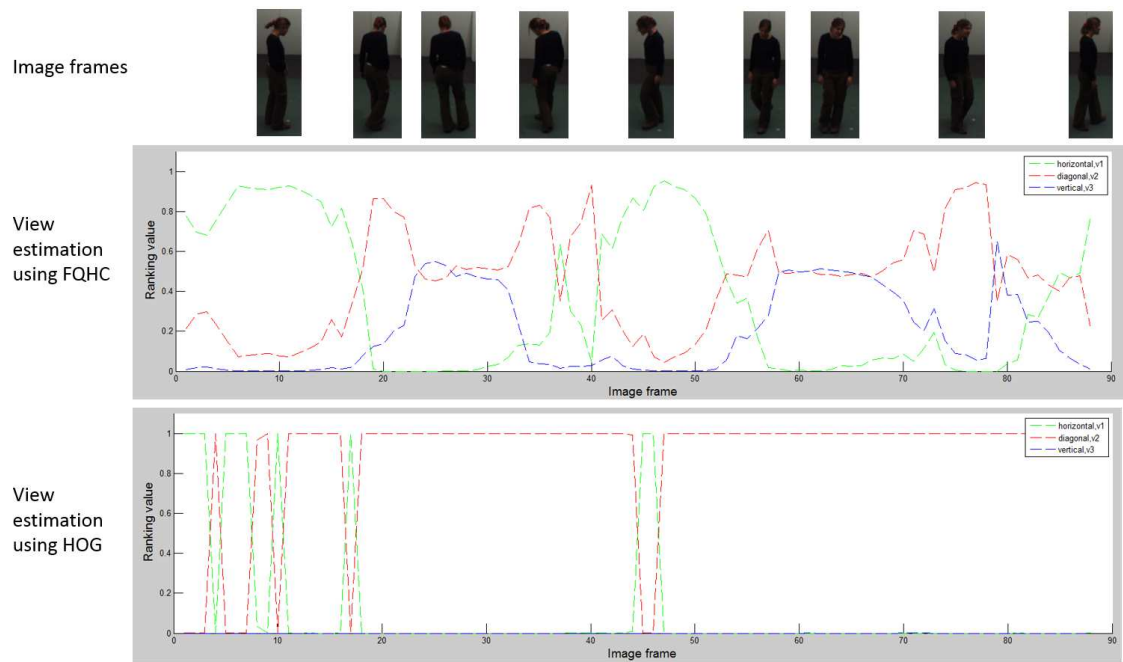 Image frames
View
estimation
using FQHC
Ranking value
1
0.8
0.6
0.4
0.2
0
horizontal,v1
diagonal,v2
vertical,v3
0 10 20 30 40 50 60 70 80 90
Image frame
View
estimation
using HOG
Ranking value
1
0.8
0.6
0.4
0.2
0
horizontal,v1
diagonal,v2
vertical,v3
0 10 20 30 40 50 60 70 80 90
Image frame